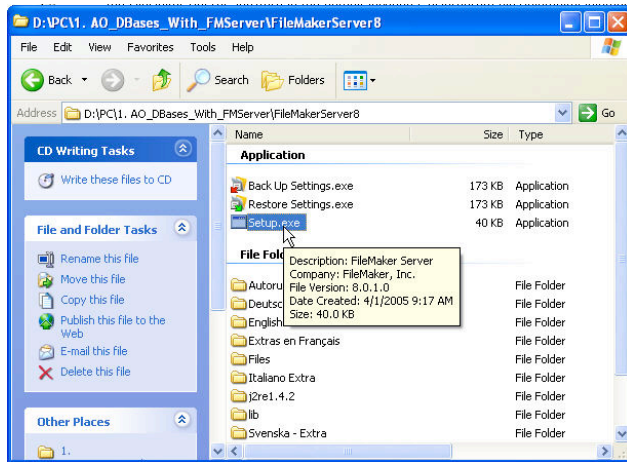 D:\PC\1. AO_DBases_With_FMServer\FileMakerServer8
File Edit View Favorites Tools Help
Back Search Folders
Address D:\PC\1. AO_DBases_With_FMServer\FileMakerServer8 Go
Name Size Type
CD Writing Tasks
Write these files to CD
File and Folder Tasks
Rename this file
Move this file
Copy this file
Publish this file to the
Web
E-mail this file
Delete this file
Other Places
1.
Application
Back Up Settings.exe 173 KB Application
Restore Settings.exe 173 KB Application
Setup.exe 40 KB Application
Description: FileMaker Server
Company: FileMaker, Inc.
File Version: 8.0.1.0
Date Created: 4/1/2005 9:17 AM
Size: 40.0 KB
File Fol
Autoru File Folder
Deutsc File Folder
English File Folder
Extras en Français File Folder
Files File Folder
Italiano Extra File Folder
j2re1.4.2 File Folder
lib File Folder
Svenska - Extra File Folder